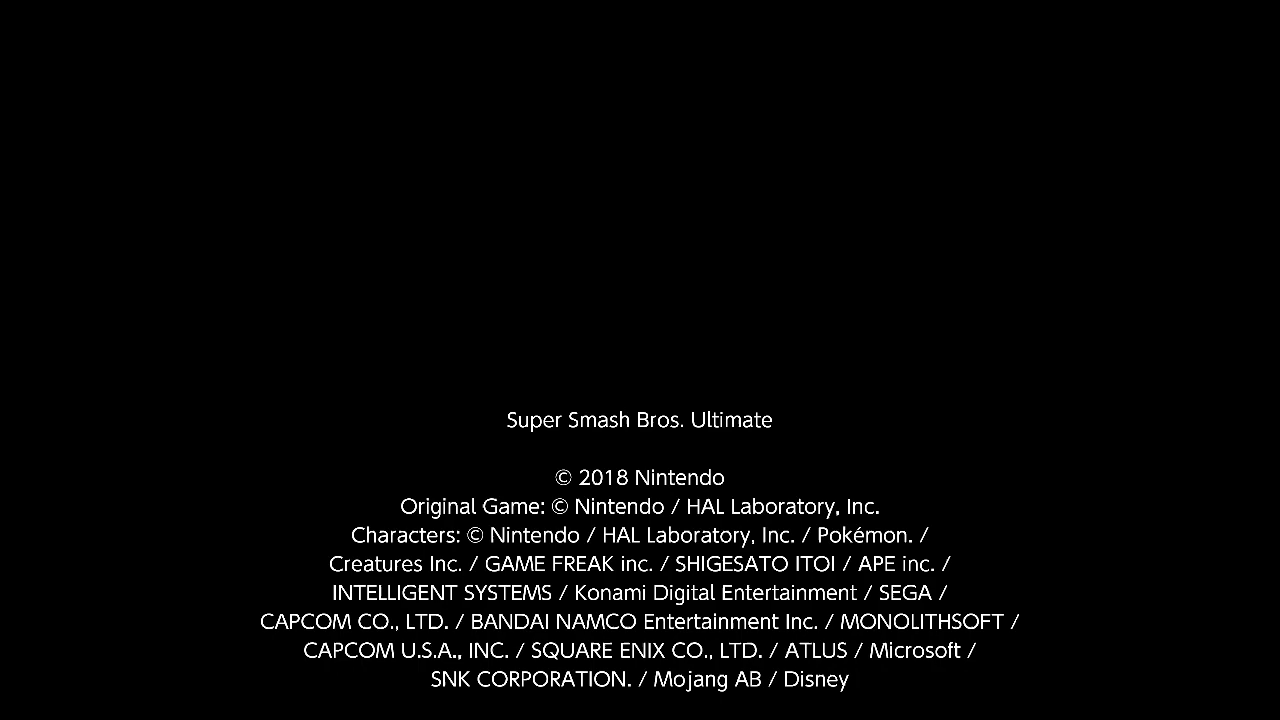 Super Smash Bros. Ultimate
© 2018 Nintendo
Original Game: © Nintendo / HAL Laboratory, Inc.
Characters: © Nintendo / HAL Laboratory, Inc. / Pokémon. /
Creatures Inc. / GAME FREAK inc. / SHIGESATO ITOI / APE inc. /
INTELLIGENT SYSTEMS / Konami Digital Entertainment / SEGA /
CAPCOM CO., LTD. / BANDAI NAMCO Entertainment Inc. / MONOLITHSOFT /
CAPCOM U.S.A., INC. / SQUARE ENIX CO., LTD. / ATLUS / Microsoft /
SNK CORPORATION. / Mojang AB / Disney